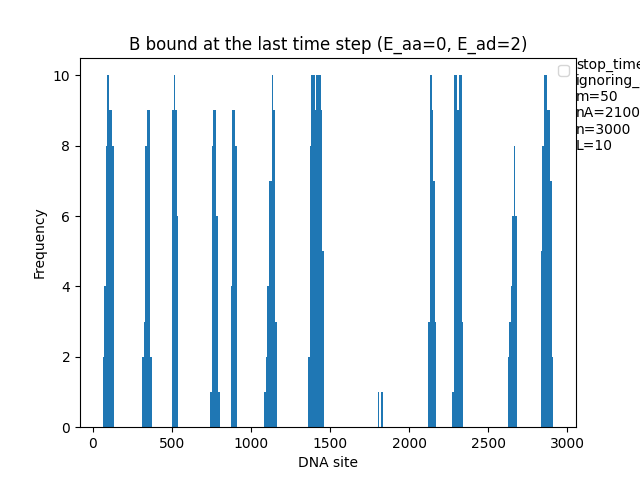 B bound at the last time step (E_aa=0, E_ad=2)
stop_time
ignoring_
m=50
nA=2100
n=3000
L=10
Frequency
10
8
6
4
2
0
0 500 1000 1500 2000 2500 3000
DNA site